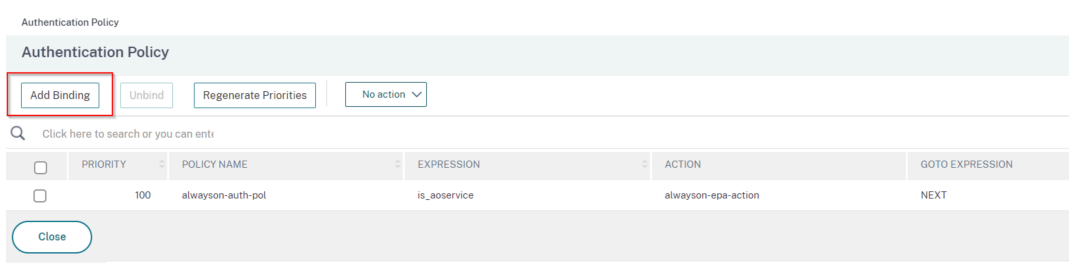 Authentication Policy
Authentication Policy
Add Binding Unbind Regenerate Priorities No action
Click here to search or you can ente
PRIORITY POLICY NAME EXPRESSION ACTION GOTO EXPRESSION
100 alwayson-auth-pol is_aoservice alwayson-epa-action NEXT
Close